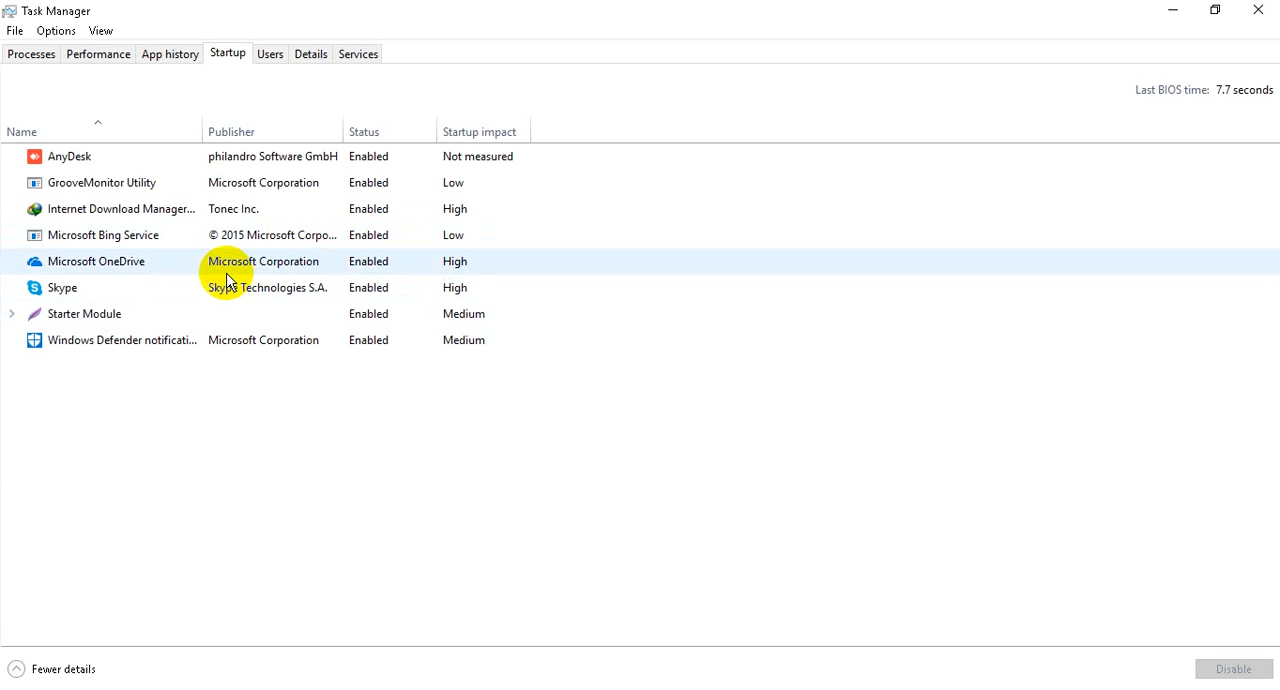 Task Manager
File Options View
Processes Performance App history Startup Users Details Services
Last BIOS time: 7.7 seconds
Name Publisher Status Startup impact
AnyDesk philandro Software GmbH Enabled Not measured
GrooveMonitor Utility Microsoft Corporation Enabled Low
Internet Download Manager... Tonec Inc. Enabled High
Microsoft Bing Service © 2015 Microsoft Corpo... Enabled Low
Microsoft OneDrive Microsoft Corporation Enabled High
Skype Skype Technologies S.A. Enabled High
Starter Module Enabled Medium
Windows Defender notificati... Microsoft Corporation Enabled Medium
Fewer details Disable